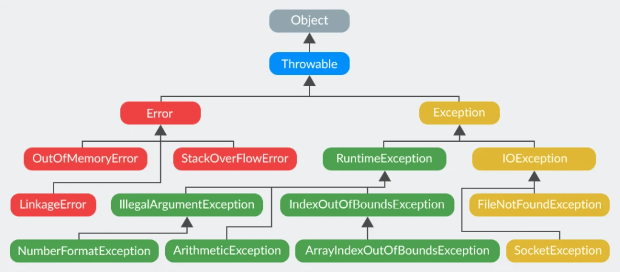 Object
Throwable
Error
Exception
OutOfMemoryError
StackOverFlowError
RuntimeException
IOException
LinkageError
IllegalArgumentException
IndexOutOfBoundsException
FileNotFoundException
NumberFormatException
ArithmeticException
ArrayIndexOutOfBoundsException
SocketException